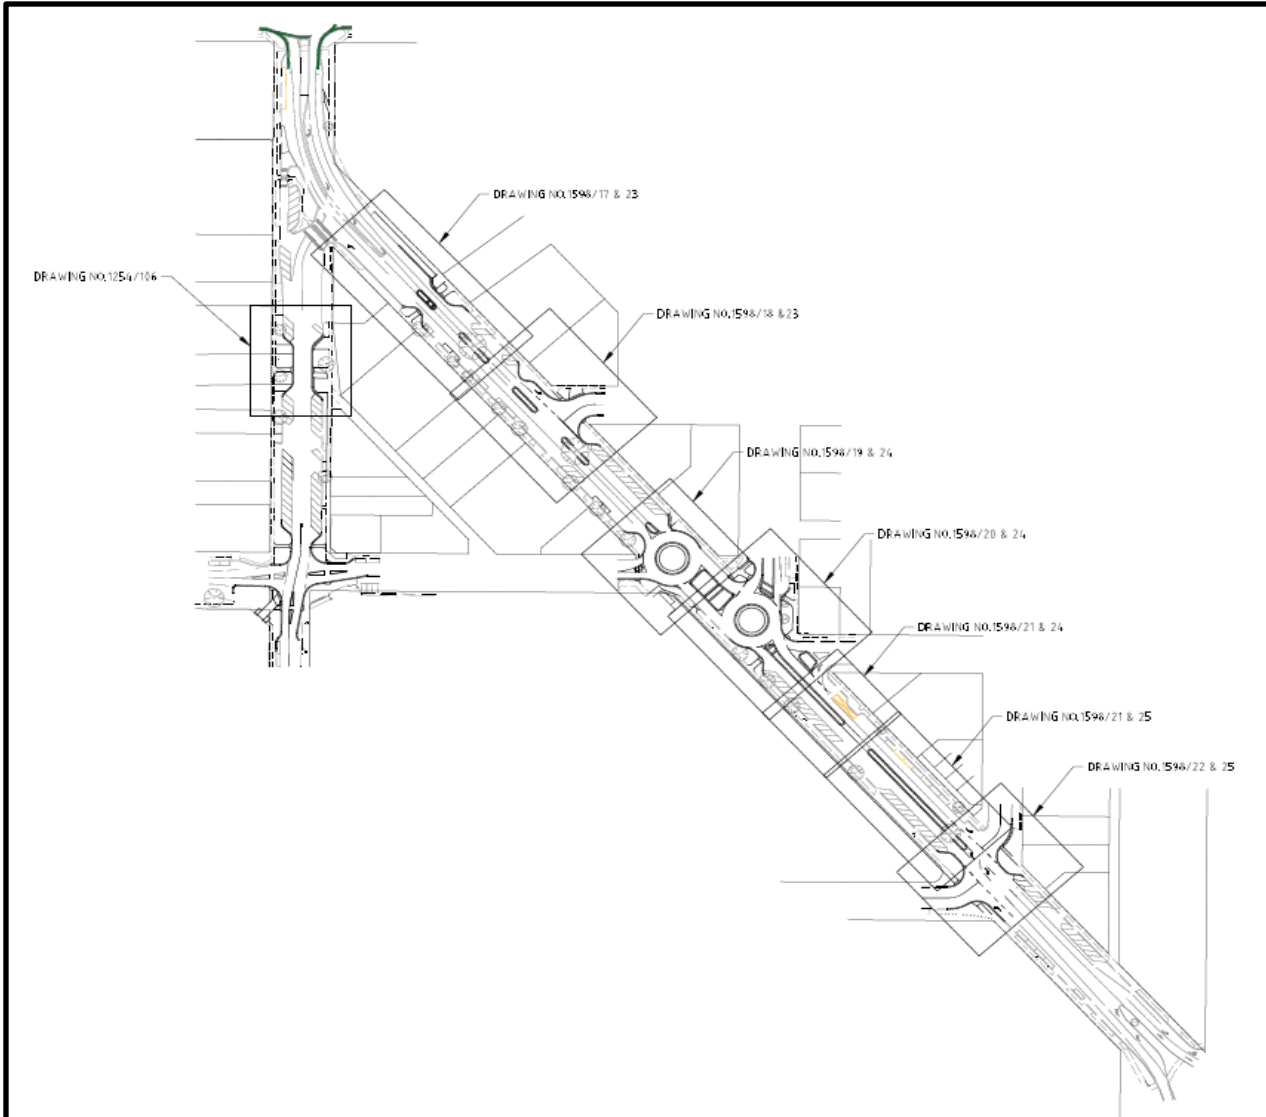 DRAWING NO.1598/17 & 23
DRAWING NO.1254/106
DRAWING NO.1598/18 &23
DRAWING NO.1598/19 & 24
DRAWING NO.1598/20 & 24
DRAWING NO.1598/21 & 24
DRAWING NO.1598/21 & 25
DRAWING NO.1598/22 & 25